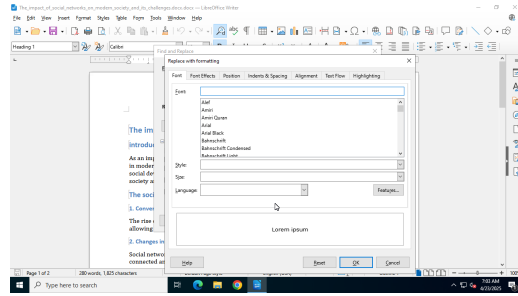 The_impact_of_social_networks_on_modern_society_and_its_challenges.docx.docx — LibreOffice Writer
File Edit View Insert Format Styles Table Form Tools Window Help
Heading 1 Calibri
Find and Replace
Replace with formatting
Font Font Effects Position Indents & Spacing Alignment Text Flow Highlighting
Font:
Alef
Amiri
Amiri Quran
Arial
Arial Black
Bahnschrift
Bahnschrift Condensed
Bahnschrift Light
Style:
Size:
Language:
Features...
Lorem ipsum
Help Reset OK Cancel
The im
introduc
As an imp
in modern
social de
society a
The soci
1. Conver
The rise
allowing
2. Changes in
Social netwo
connected a
Page 1 of 2 280 words, 1,825 characters
Type here to search
7:03 AM
4/23/2025